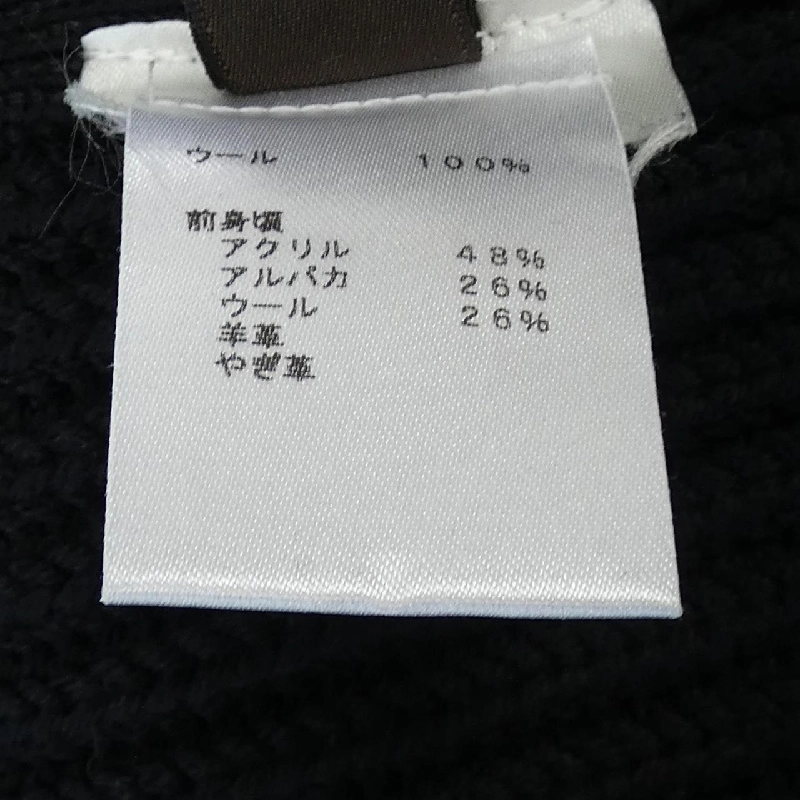 ウール 100%
前身頃
アクリル 48%
アルパカ 26%
ウール 26%
羊革
やぎ革